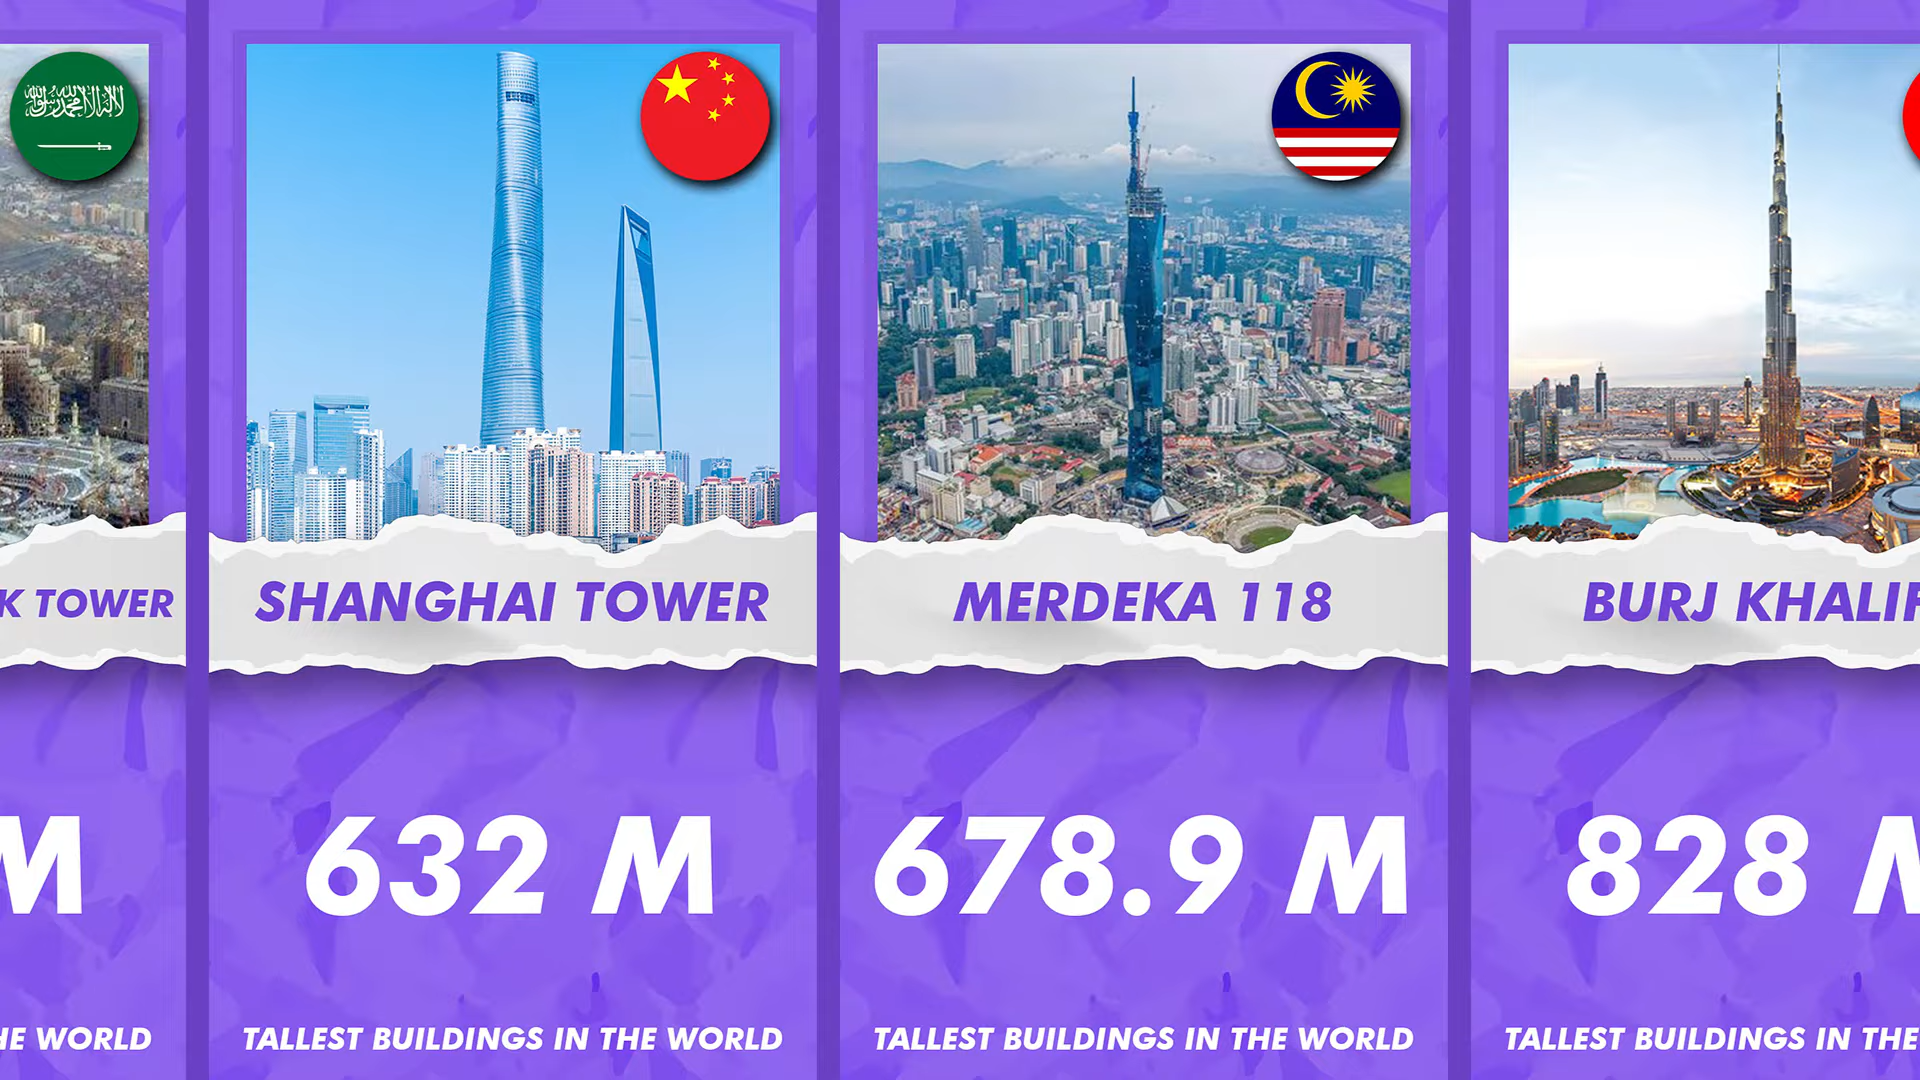 K TOWER
M
HE WORLD
SHANGHAI TOWER
632 M
TALLEST BUILDINGS IN THE WORLD
MERDEKA 118
678.9 M
TALLEST BUILDINGS IN THE WORLD
BURJ KHALIF
828 M
TALLEST BUILDINGS IN THE